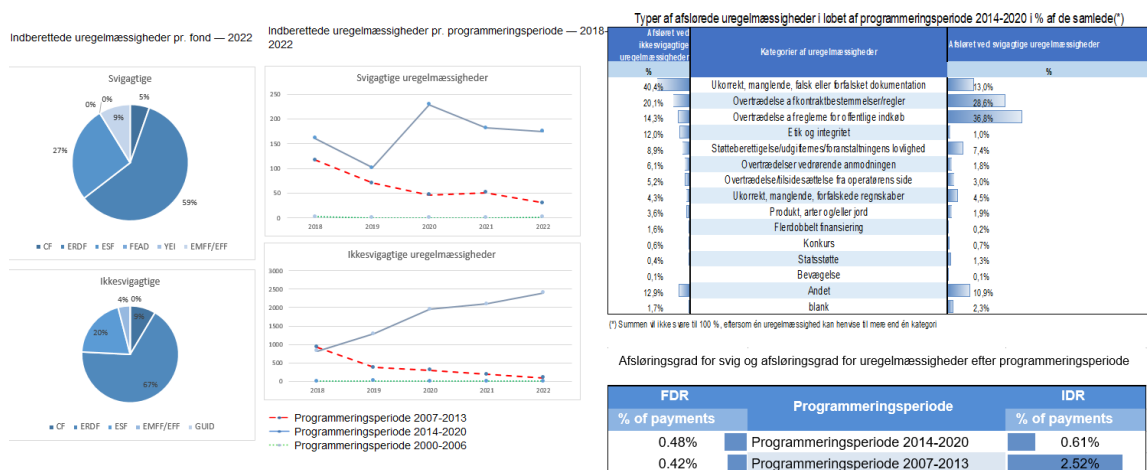 Indberettede uregelmæssigheder pr. fond — 2022
Svigagtige
0%
0%
5%
9%
27%
59%
CF ERDF ESF FEAD YEI EMFF/EFF
Ikkesvigagtige
4%
0%
9%
20%
67%
CF ERDF ESF EMFF/EFF GUID
Indberettede uregelmæssigheder pr. programmeringsperiode — 2018-
2022
Svigagtige uregelmæssigheder
250
200
150
100
50
0
2018 2019 2020 2021 2022
Ikkesvigagtige uregelmæssigheder
3000
2500
2000
1500
1000
500
0
2018 2019 2020 2021 2022
Programmeringsperiode 2007-2013
Programmeringsperiode 2014-2020
Programmeringsperiode 2000-2006
Typer af afslørede uregelmæssigheder i løbet af programmeringsperiode 2014-2020 i % af de samlede(*)
Afsløret ved
ikkesvigagtige
uregelmæssigheder
Kategorier af uregelmæssigheder
Afsløret ved svigagtige uregelmæssigheder
% %
40,4% Ukorrekt, manglende, falsk eller forfalsket dokumentation 13,0%
20,1% Overtrædelse af kontraktbestemmelser/regler 28,6%
14,3% Overtrædelse af reglerne for offentlige indkøb 36,8%
12,0% Etik og integritet 1,0%
8,9% Støtteberettigelse/udgifternes/foranstaltningens lovlighed 7,4%
6,1% Overtrædelser vedrørende anmodningen 1,8%
5,2% Overtrædelse/tilsidesættelse fra operatørens side 3,0%
4,3% Ukorrekt, manglende, forfalskede regnskaber 4,5%
3,6% Produkt, arter og/eller jord 1,9%
1,6% Flerdobbelt finansiering 0,2%
0,6% Konkurs 0,7%
0,4% Statsstøtte 1,3%
0,1% Bevægelse 0,1%
12,9% Andet 10,9%
1,7% blank 2,3%
(*) Summen vil ikke svare til 100 %, eftersom én uregelmæssighed kan henvise til mere end én kategori
Afsløringsgrad for svig og afsløringsgrad for uregelmæssigheder efter programmeringsperiode
FDR Programmeringsperiode IDR
% of payments % of payments
0.48% Programmeringsperiode 2014-2020 0.61%
0.42% Programmeringsperiode 2007-2013 2.52%